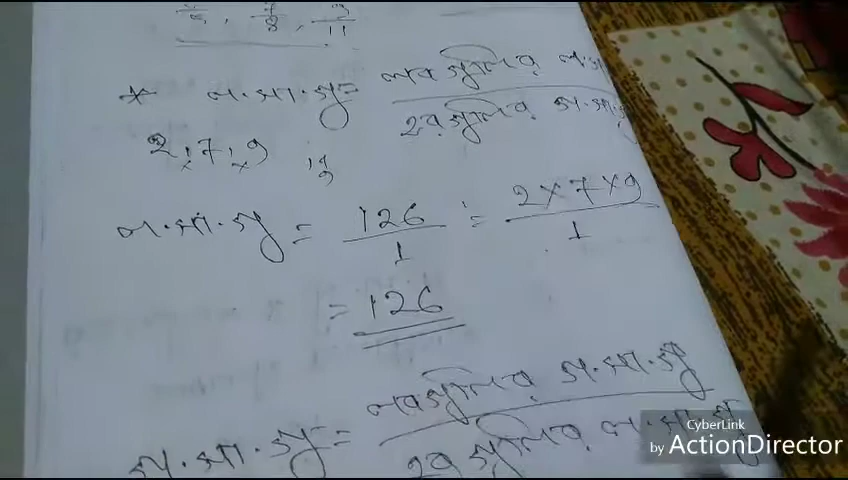 * ল.সা.গু = লবগুলির ল.সা / হরগুলির গ.সা.গু
2, 7, 9
ল.সা.গু = 126/1 = 2×7×9/1
= 126
গ.সা.গু = লবগুলির গ.সা.গু / হরগুলির ল.সা.গু
CyberLink
by ActionDirector